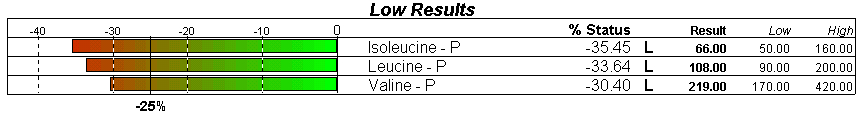 Low Results
-40 -30 -20 -10 0 % Status Result Low High
Isoleucine - P -35.45 L 66.00 50.00 160.00
Leucine - P -33.64 L 108.00 90.00 200.00
Valine - P -30.40 L 219.00 170.00 420.00
-25%